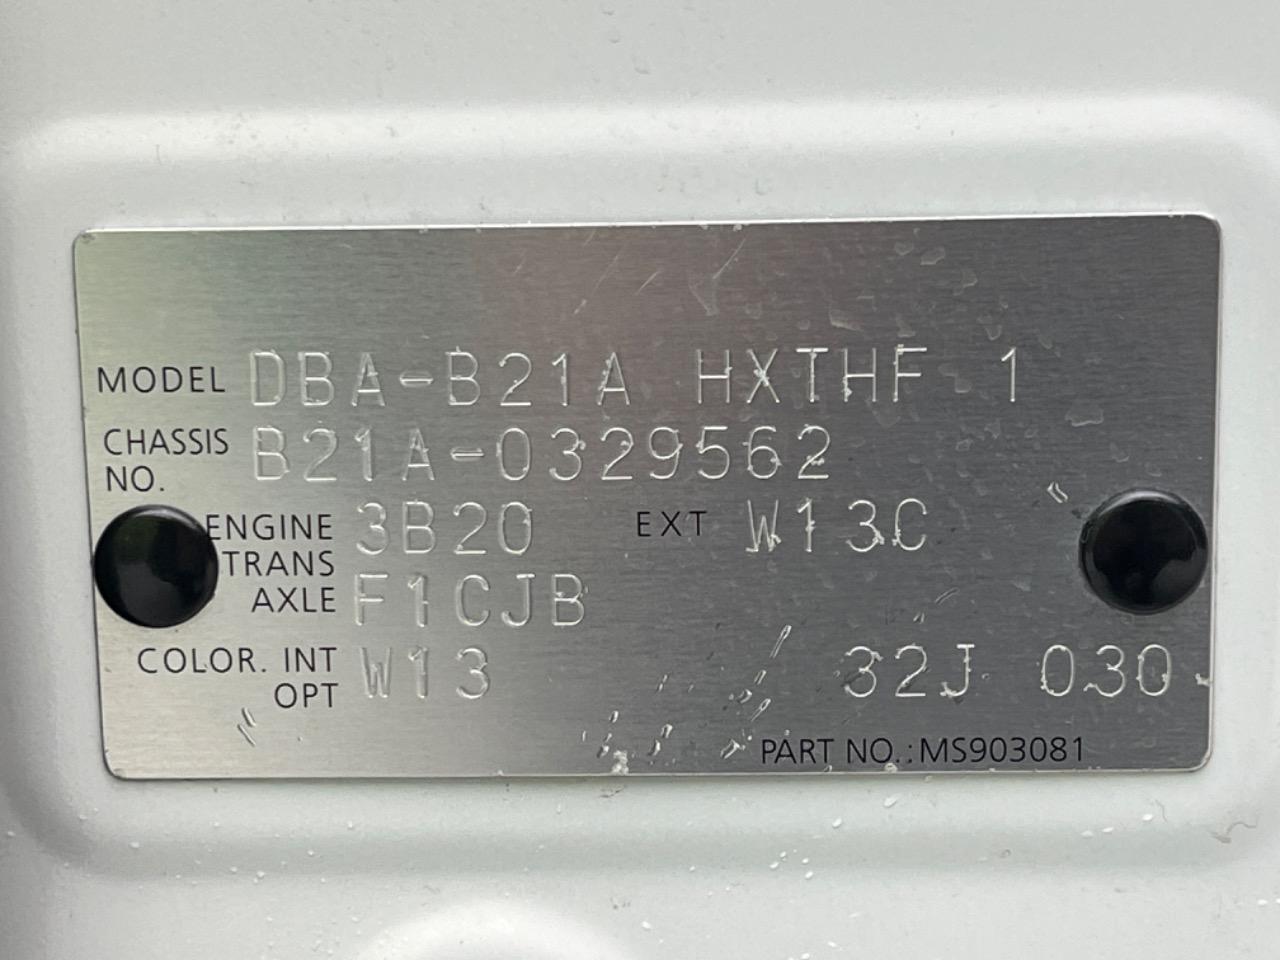 MODEL DBA-B21A HXTHF 1
CHASSIS NO. B21A-0329562
ENGINE 3B20 EXT W13C
TRANS AXLE F1CJB
COLOR. INT OPT W13 32J 030
PART NO.: MS903081